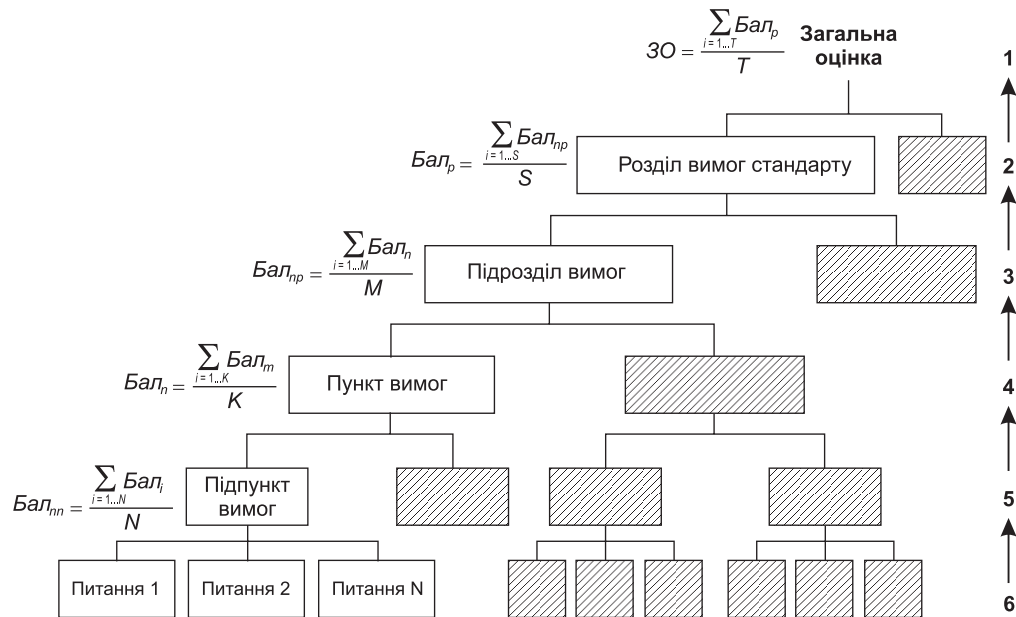 ЗО = ∑ Бал_р / T
i = 1...T
Загальна
оцінка
1
Бал_р = ∑ Бал_пр / S
i = 1...S
Розділ вимог стандарту
2
Бал_пр = ∑ Бал_п / M
i = 1...M
Підрозділ вимог
3
Бал_п = ∑ Бал_т / K
i = 1...K
Пункт вимог
4
Бал_пп = ∑ Бал_i / N
i = 1...N
Підпункт
вимог
5
Питання 1
Питання 2
Питання N
6